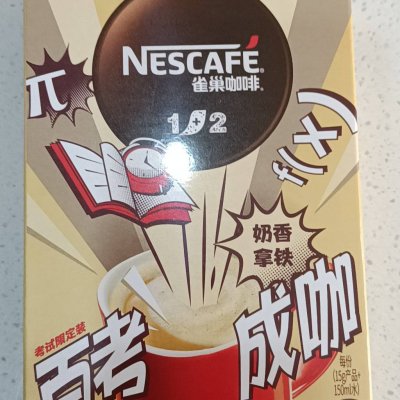 NESCAFÉ
雀巢咖啡
1+2
π
f(x)
奶香
拿铁
考试限定装
百考
成咖
每份
(15g产品+
150ml水)